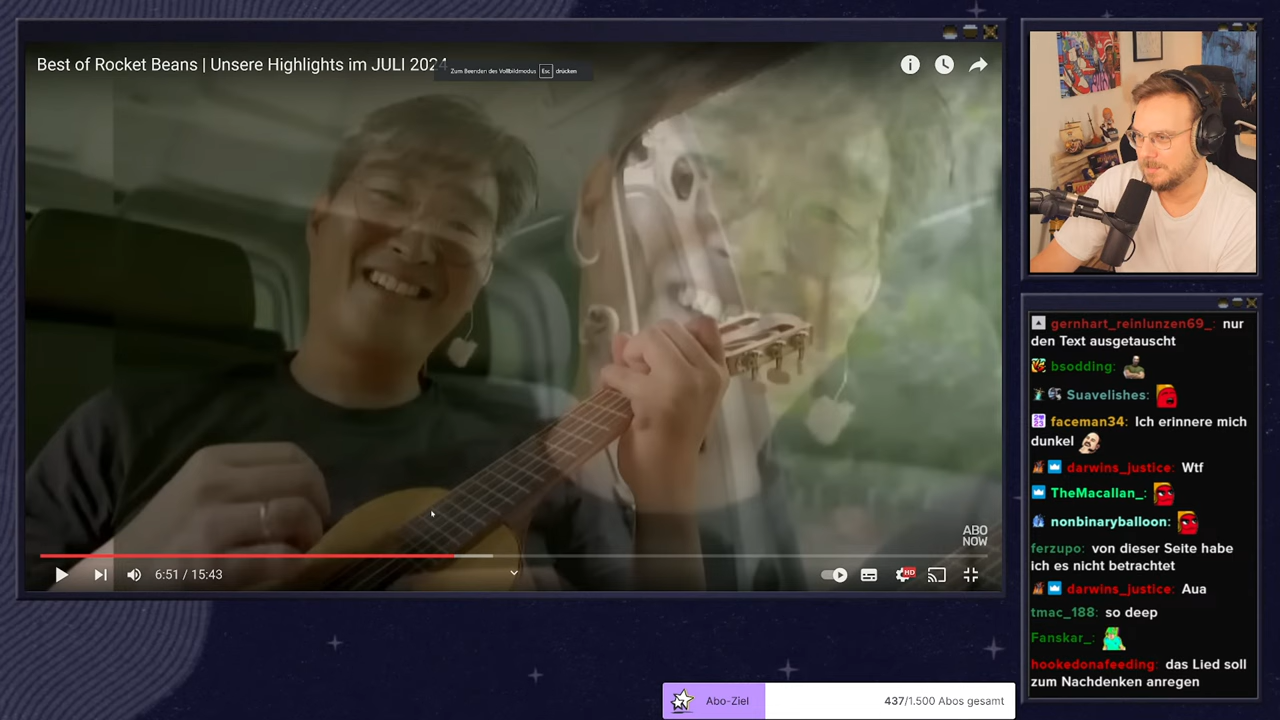 Best of Rocket Beans | Unsere Highlights im JULI 2024
Zum Beenden des Vollbildmodus Esc drücken
ABO
NOW
6:51 / 15:43
HD
gernhart_reinlunzen69_: nur
den Text ausgetauscht
bsodding:
Suavelishes:
faceman34: Ich erinnere mich
dunkel
darwins_justice: Wtf
TheMacallan_:
nonbinaryballoon:
ferzupo: von dieser Seite habe
ich es nicht betrachtet
darwins_justice: Aua
tmac_188: so deep
Fanskar_:
hookedonafeeding: das Lied soll
zum Nachdenken anregen
Abo-Ziel
437/1.500 Abos gesamt